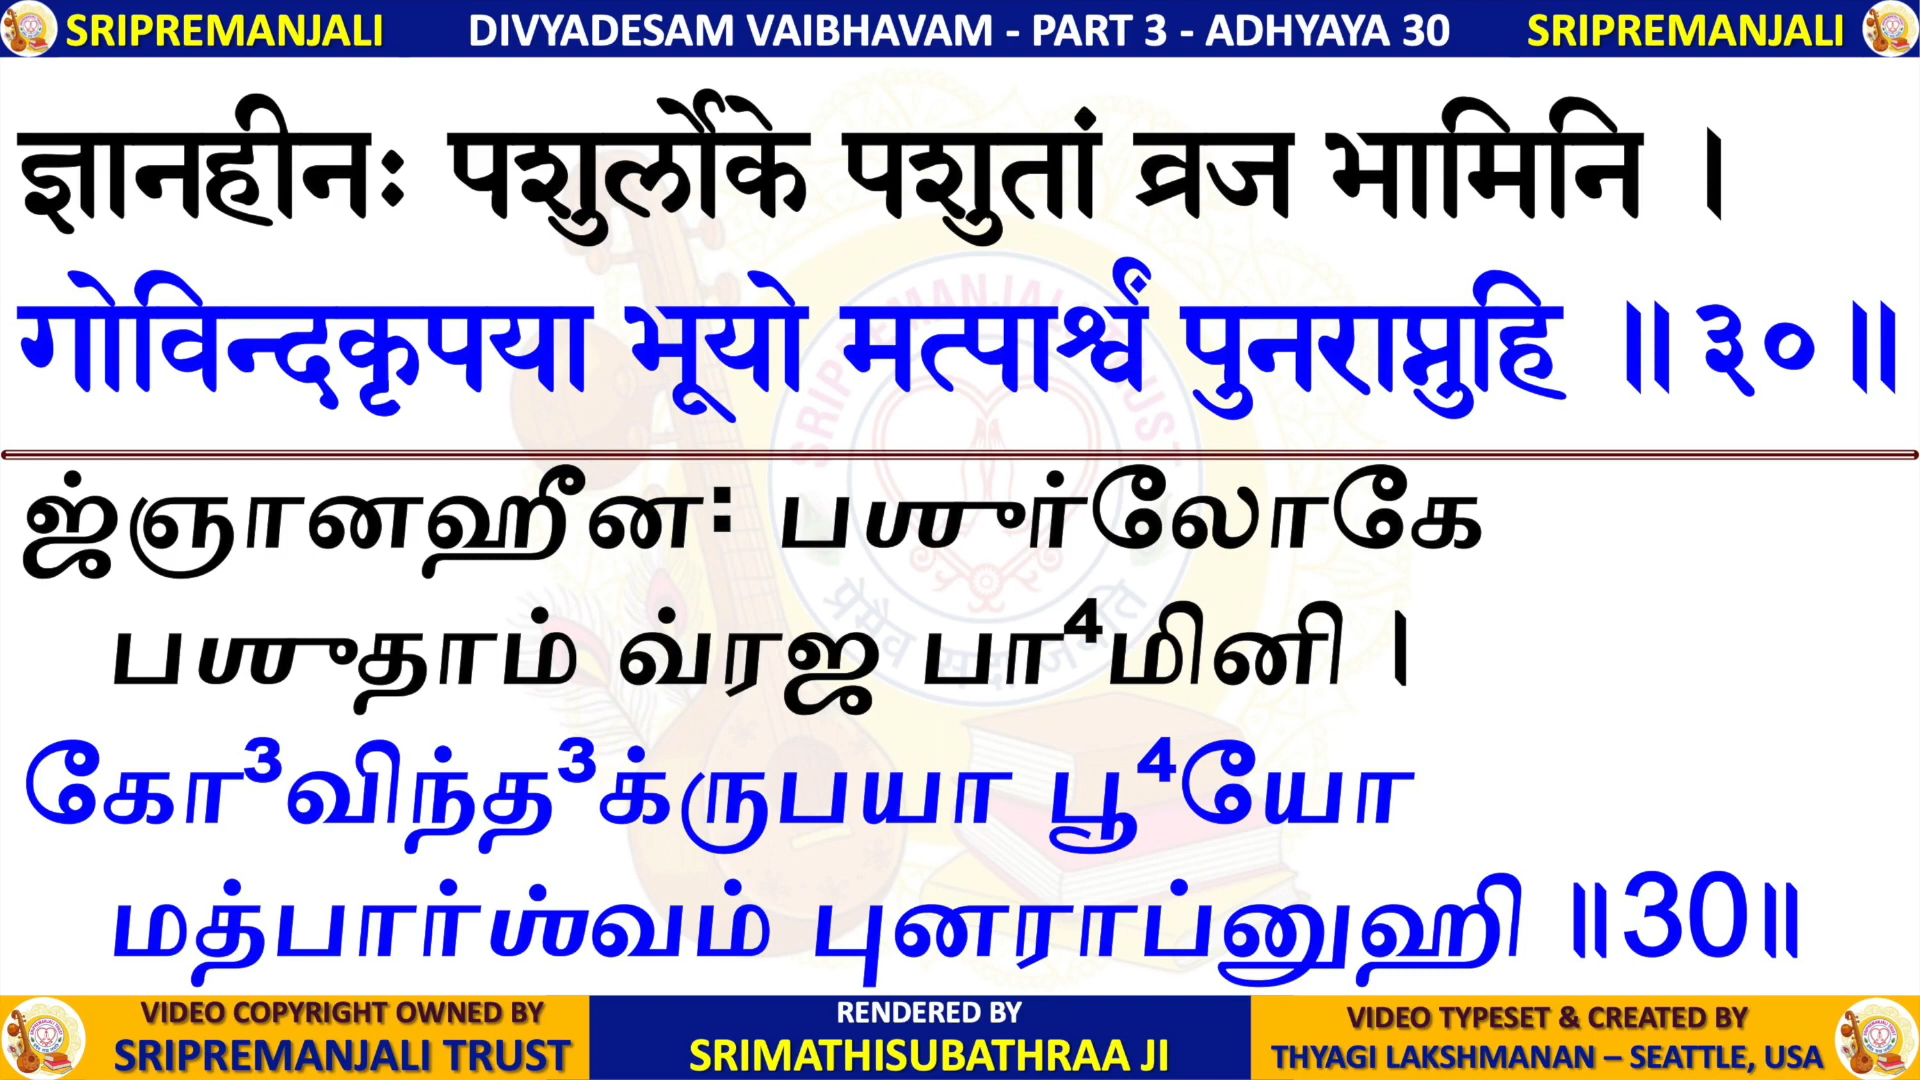 SRIPREMANJALI DIVYADESAM VAIBHAVAM - PART 3 - ADHYAYA 30 SRIPREMANJALI
ज्ञानहीनः पशुर्लोके पशुतां व्रज भामिनि ।
गोविन्दकृपया भूयो मत्पार्श्वं पुनराप्नुहि ॥३०॥
ஜ்ஞானஹீன꞉ பஶுர்லோகே
பஶுதாம் வ்ரஜ பா⁴மினி ।
கோ³விந்த³க்ருபயா பூ⁴யோ
மத்பார்ஶ்வம் புனராப்னுஹி ॥30॥
VIDEO COPYRIGHT OWNED BY
SRIPREMANJALI TRUST
RENDERED BY
SRIMATHISUBATHRAA JI
VIDEO TYPESET & CREATED BY
THYAGI LAKSHMANAN – SEATTLE, USA